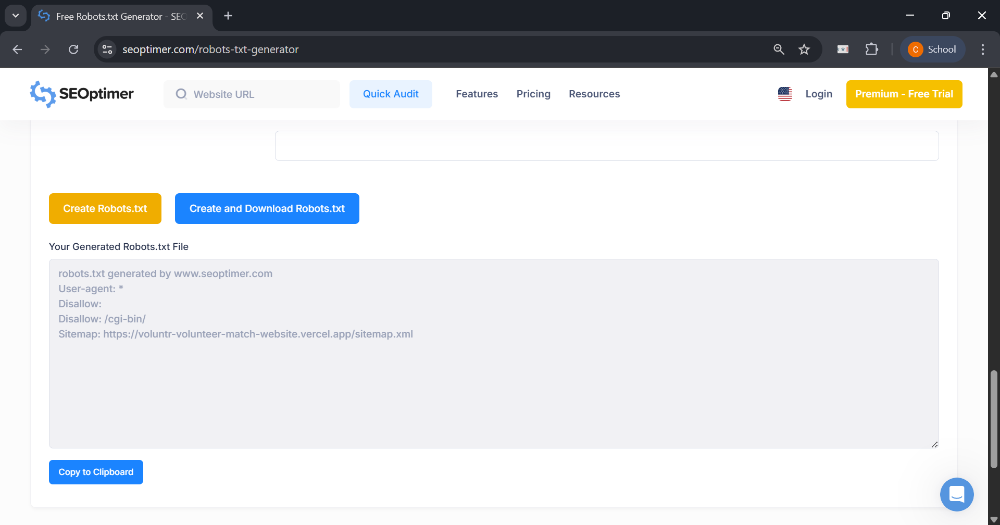 Free Robots.txt Generator - SEO
seoptimer.com/robots-txt-generator
C School
SEOptimer
Website URL
Quick Audit
Features
Pricing
Resources
Login
Premium - Free Trial
Create Robots.txt
Create and Download Robots.txt
Your Generated Robots.txt File
robots.txt generated by www.seoptimer.com
User-agent: *
Disallow:
Disallow: /cgi-bin/
Sitemap: https://voluntr-volunteer-match-website.vercel.app/sitemap.xml
Copy to Clipboard